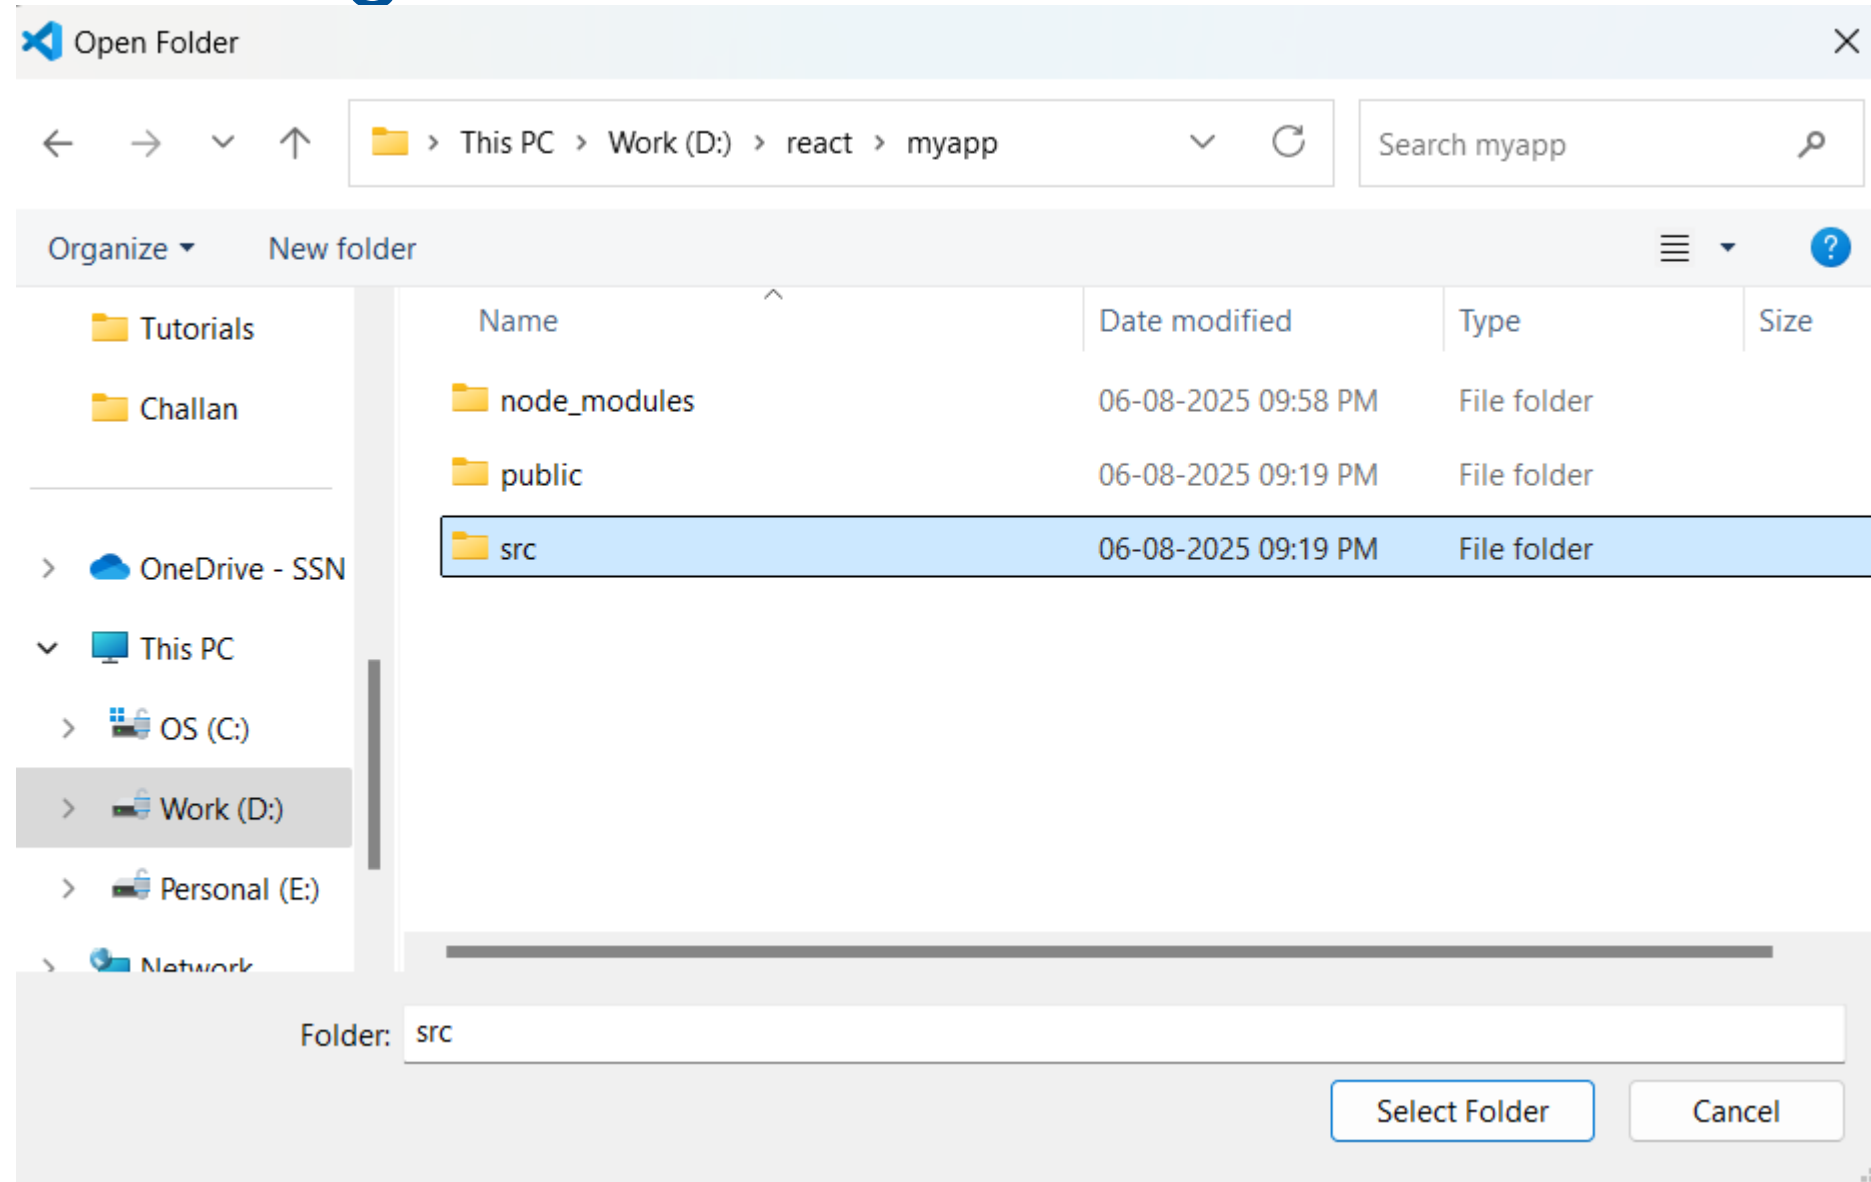 Open Folder
This PC > Work (D:) > react > myapp
Search myapp
Organize
New folder
Tutorials
Challan
OneDrive - SSN
This PC
OS (C:)
Work (D:)
Personal (E:)
Network
Name Date modified Type Size
node_modules 06-08-2025 09:58 PM File folder
public 06-08-2025 09:19 PM File folder
src 06-08-2025 09:19 PM File folder
Folder: src
Select Folder
Cancel